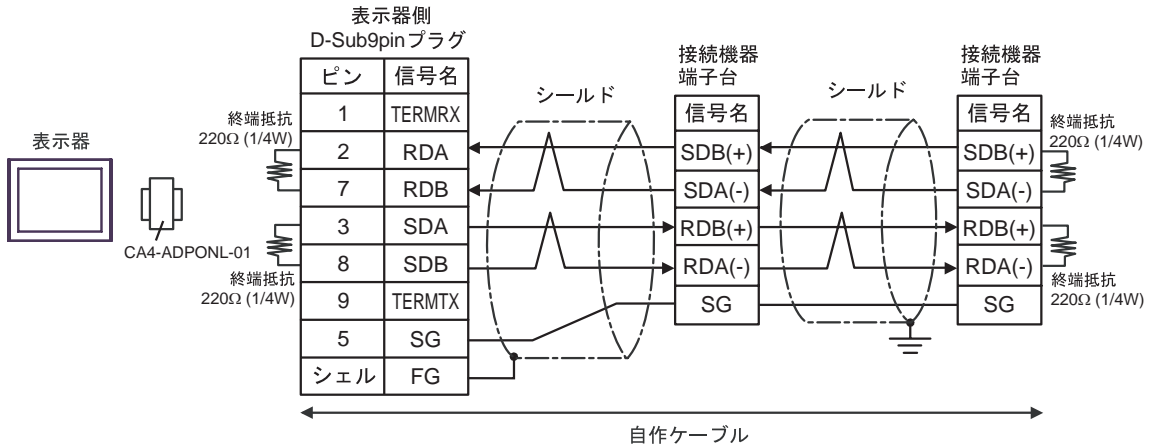 表示器側
D-Sub9pinプラグ
ピン 信号名
1 TERMRX
2 RDA
7 RDB
3 SDA
8 SDB
9 TERMTX
5 SG
シェル FG
表示器
CA4-ADPONL-01
終端抵抗
220Ω (1/4W)
終端抵抗
220Ω (1/4W)
シールド
接続機器
端子台
信号名
SDB(+)
SDA(-)
RDB(+)
RDA(-)
SG
シールド
接続機器
端子台
信号名
SDB(+)
SDA(-)
RDB(+)
RDA(-)
SG
終端抵抗
220Ω (1/4W)
終端抵抗
220Ω (1/4W)
自作ケーブル